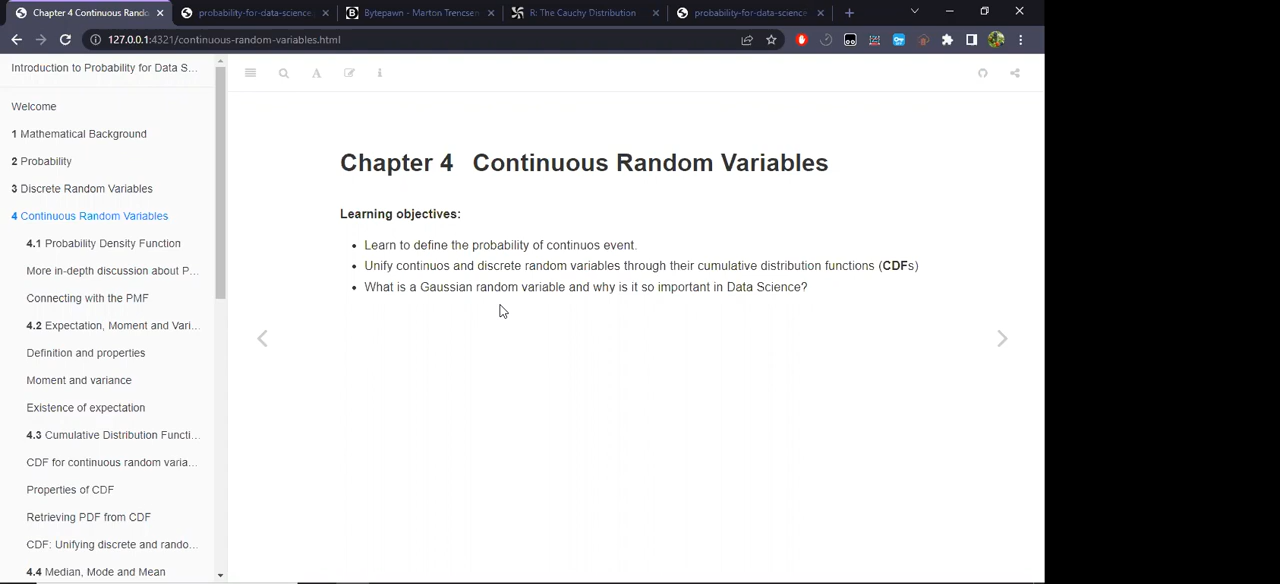 Chapter 4 Continuous Rando
probability-for-data-science
Bytepawn - Marton Trencsen
R: The Cauchy Distribution
probability-for-data-science
127.0.0.1:4321/continuous-random-variables.html
Introduction to Probability for Data S...
Welcome
1 Mathematical Background
2 Probability
3 Discrete Random Variables
4 Continuous Random Variables
4.1 Probability Density Function
More in-depth discussion about P...
Connecting with the PMF
4.2 Expectation, Moment and Vari...
Definition and properties
Moment and variance
Existence of expectation
4.3 Cumulative Distribution Functi...
CDF for continuous random varia...
Properties of CDF
Retrieving PDF from CDF
CDF: Unifying discrete and rando...
4.4 Median, Mode and Mean
Chapter 4 Continuous Random Variables
Learning objectives:
• Learn to define the probability of continuos event.
• Unify continuos and discrete random variables through their cumulative distribution functions (CDFs)
• What is a Gaussian random variable and why is it so important in Data Science?